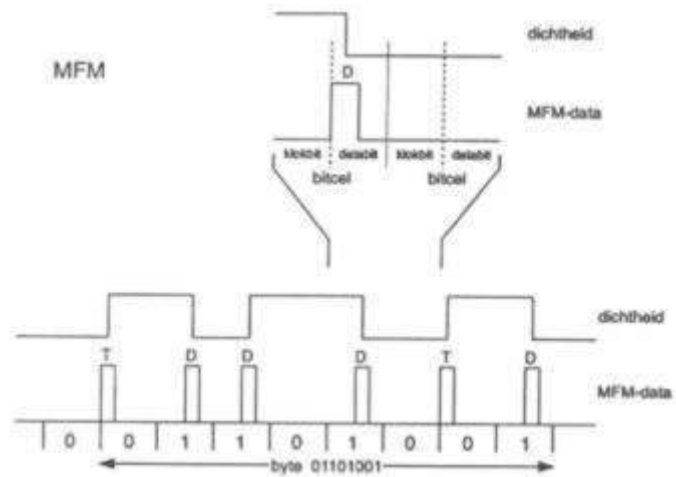 dichtheid
MFM
D
MFM-data
klokbit databit klokbit databit
bitcel bitcel
dichtheid
T D D D T D
MFM-data
0 0 1 1 0 1 0 0 1
byte 01101001